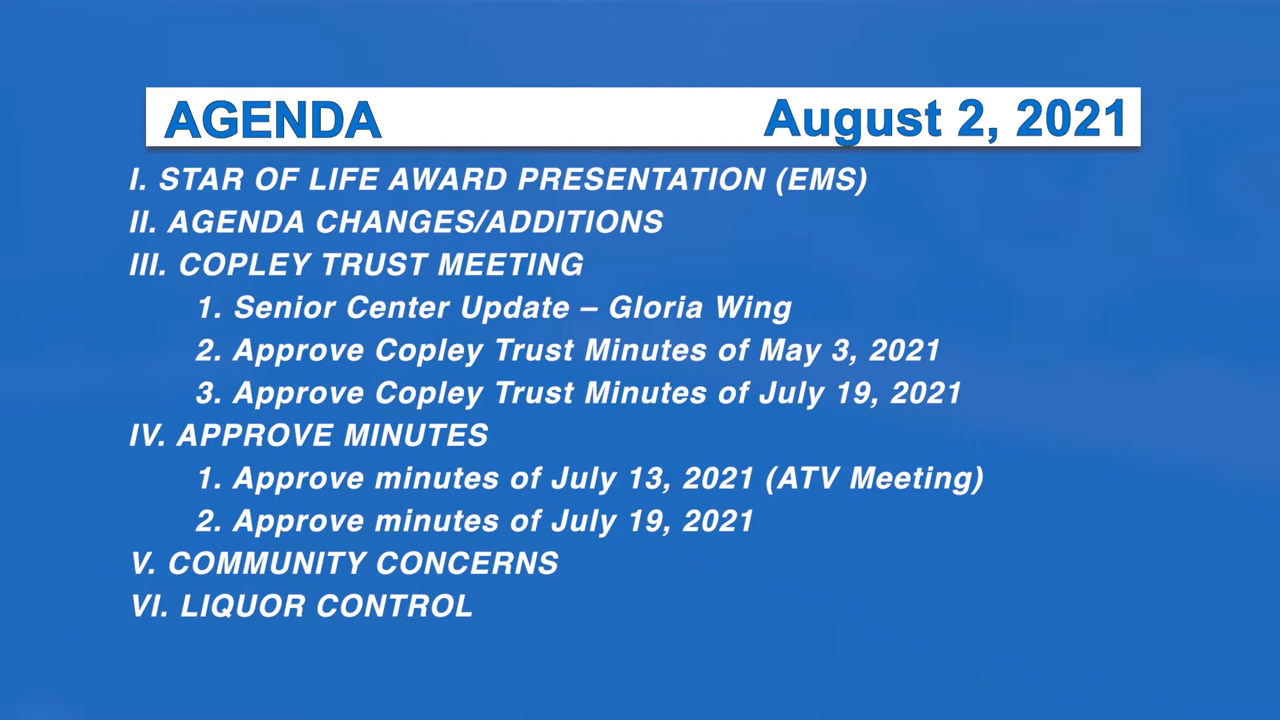 AGENDA August 2, 2021
I. STAR OF LIFE AWARD PRESENTATION (EMS)
II. AGENDA CHANGES/ADDITIONS
III. COPLEY TRUST MEETING
1. Senior Center Update – Gloria Wing
2. Approve Copley Trust Minutes of May 3, 2021
3. Approve Copley Trust Minutes of July 19, 2021
IV. APPROVE MINUTES
1. Approve minutes of July 13, 2021 (ATV Meeting)
2. Approve minutes of July 19, 2021
V. COMMUNITY CONCERNS
VI. LIQUOR CONTROL